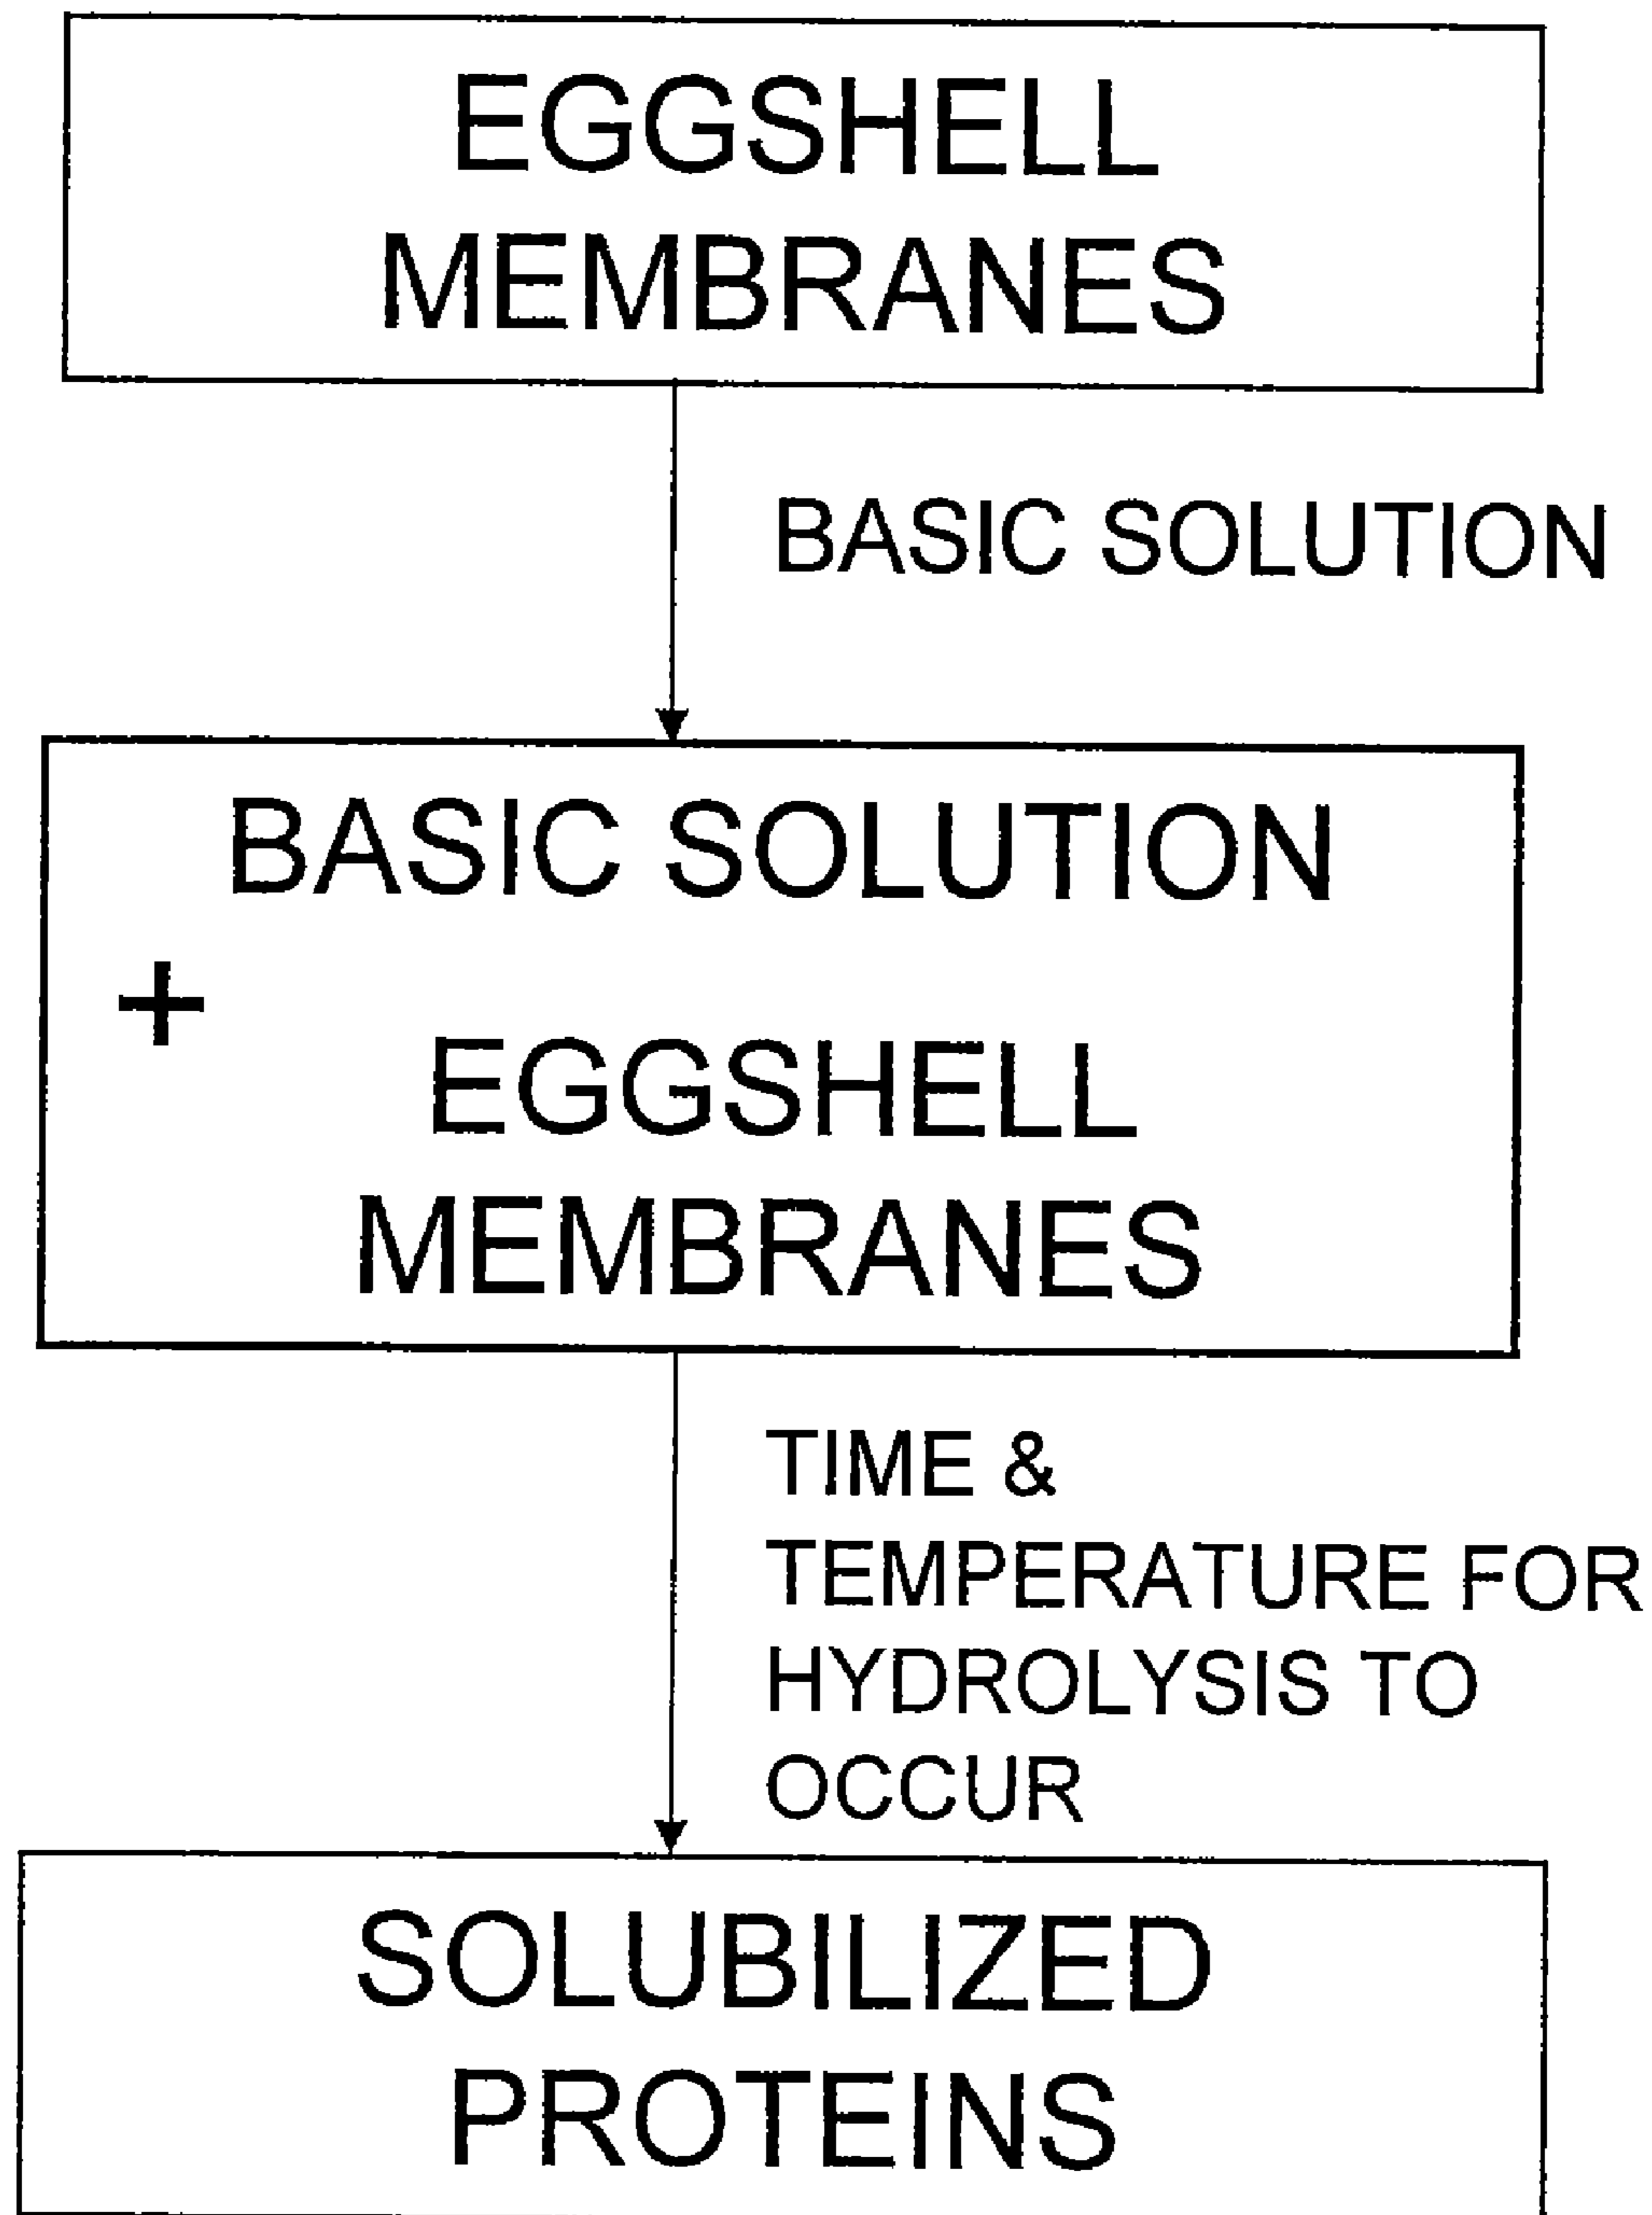 EGGSHELL
MEMBRANES
BASIC SOLUTION
BASIC SOLUTION
+
EGGSHELL
MEMBRANES
TIME &
TEMPERATURE FOR
HYDROLYSIS TO
OCCUR
SOLUBILIZED
PROTEINS